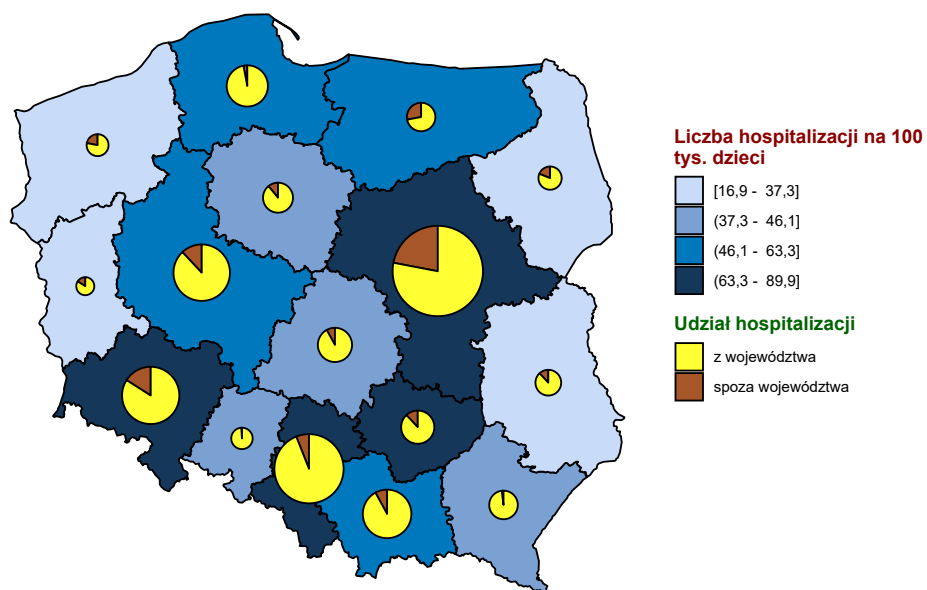 Liczba hospitalizacji na 100
tys. dzieci
[16,9 - 37,3]
(37,3 - 46,1]
(46,1 - 63,3]
(63,3 - 89,9]
Udział hospitalizacji
z województwa
spoza województwa